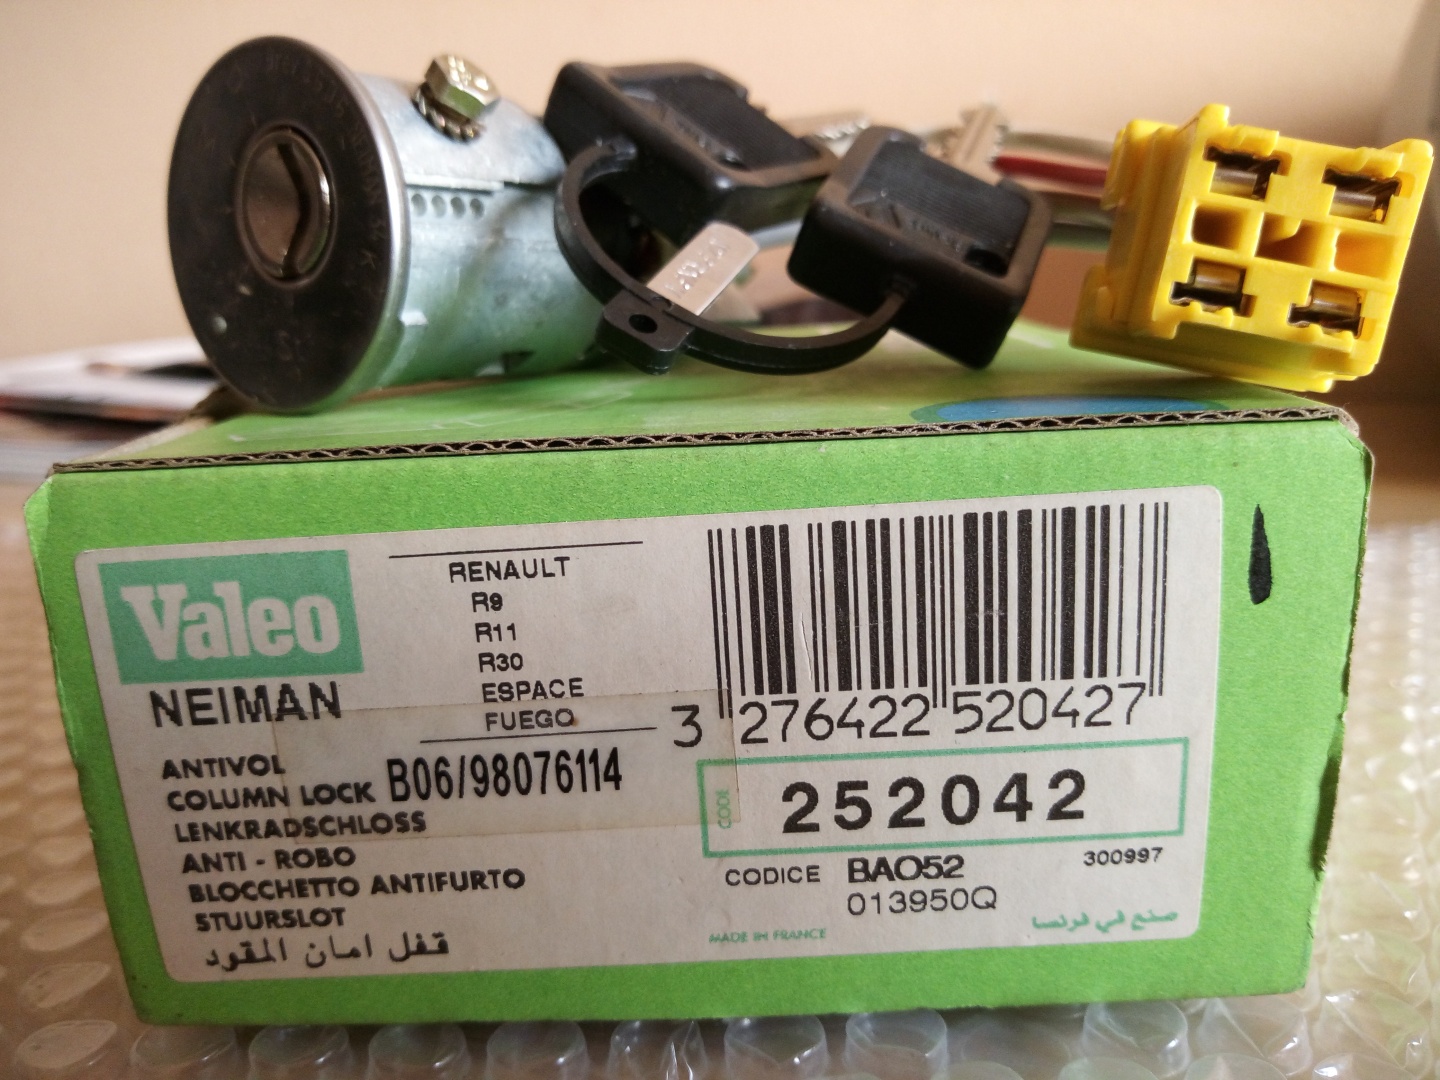 Valeo
NEIMAN
RENAULT
R9
R11
R30
ESPACE
FUEGO
3 276422 520427
ANTIVOL
COLUMN LOCK B06/98076114
LENKRADSCHLOSS
ANTI - ROBO
BLOCCHETTO ANTIFURTO
STUURSLOT
قفل امان المقود
CODE
252042
CODICE BAO52
300997
013950Q
MADE IN FRANCE
صنع في فرنسا